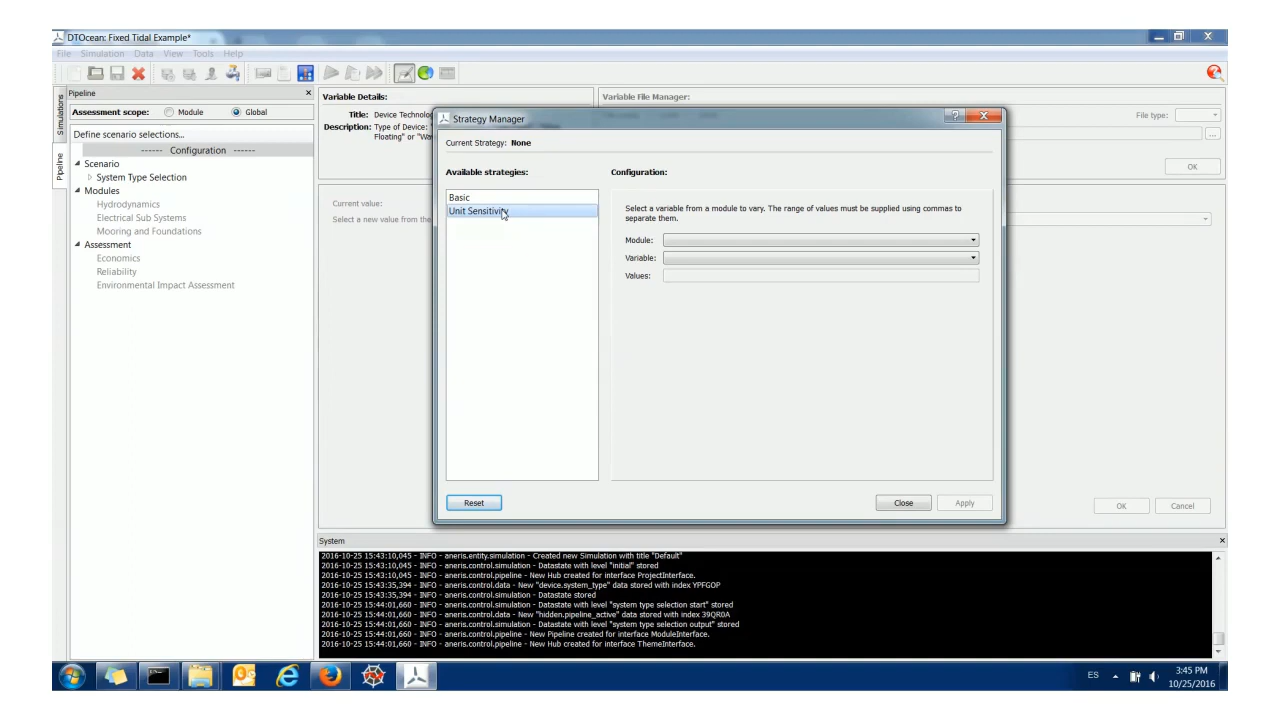 DTOcean: Fixed Tidal Example*
File Simulation Data View Tools Help
Pipeline
Simulations
Pipeline
Assessment scope: Module Global
Define scenario selections...
------ Configuration ------
Scenario
System Type Selection
Modules
Hydrodynamics
Electrical Sub Systems
Mooring and Foundations
Assessment
Economics
Reliability
Environmental Impact Assessment
Variable Details:
Title: Device Technolog
Description: Type of Device:
Floating" or "Wa
Variable File Manager:
File type:
...
OK
Current value:
Select a new value from the
OK Cancel
Strategy Manager
Current Strategy: None
Available strategies:
Basic
Unit Sensitivity
Configuration:
Select a variable from a module to vary. The range of values must be supplied using commas to
separate them.
Module:
Variable:
Values:
Reset Close Apply
System
2016-10-25 15:43:10,045 - INFO - aneris.entity.simulation - Created new Simulation with title "Default"
2016-10-25 15:43:10,045 - INFO - aneris.control.simulation - Datastate with level "initial" stored
2016-10-25 15:43:10,045 - INFO - aneris.control.pipeline - New Hub created for interface ProjectInterface.
2016-10-25 15:43:35,394 - INFO - aneris.control.data - New "device.system_type" data stored with index YPFGOP
2016-10-25 15:43:35,394 - INFO - aneris.control.simulation - Datastate stored
2016-10-25 15:44:01,660 - INFO - aneris.control.simulation - Datastate with level "system type selection start" stored
2016-10-25 15:44:01,660 - INFO - aneris.control.data - New "hidden.pipeline_active" data stored with index 39QR0A
2016-10-25 15:44:01,660 - INFO - aneris.control.simulation - Datastate with level "system type selection output" stored
2016-10-25 15:44:01,660 - INFO - aneris.control.pipeline - New Pipeline created for interface ModuleInterface.
2016-10-25 15:44:01,660 - INFO - aneris.control.pipeline - New Hub created for interface ThemeInterface.
ES
3:45 PM
10/25/2016